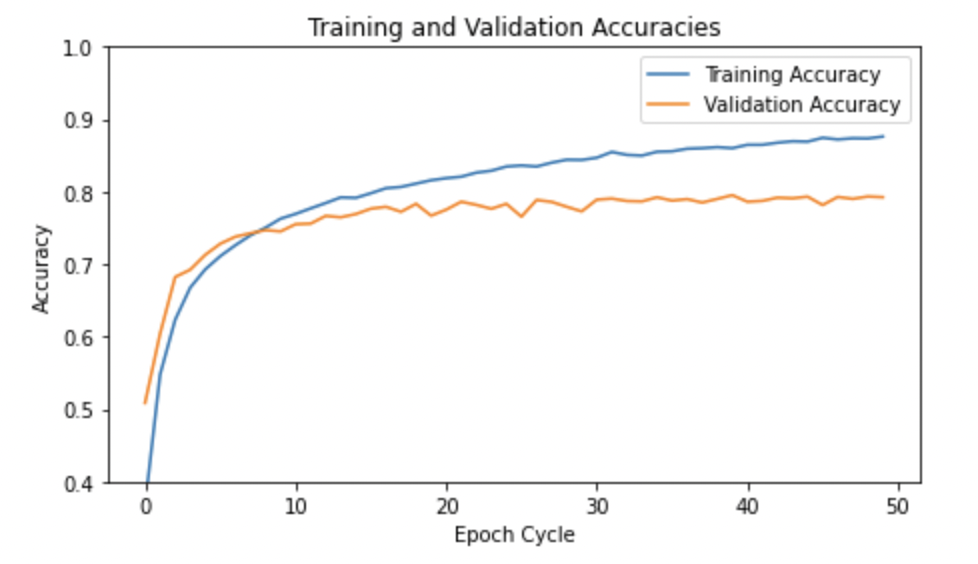 Training and Validation Accuracies
1.0
0.9
0.8
0.7
0.6
0.5
0.4
Accuracy
Training Accuracy
Validation Accuracy
0 10 20 30 40 50
Epoch Cycle